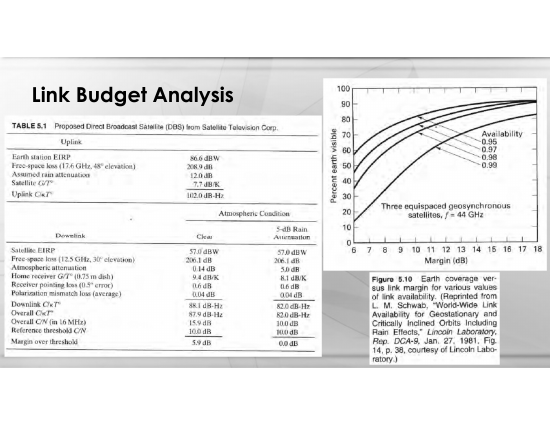 Link Budget Analysis
TABLE 5.1 Proposed Direct Broadcast Satellite (DBS) from Satellite Television Corp.
Uplink
Earth station EIRP 86.6 dBW
Free-space loss (17.6 GHz, 48° elevation) 208.9 dB
Assumed rain attenuation 12.0 dB
Satellite G/T° 7.7 dB/K
Uplink C/κT° 102.0 dB-Hz
Atmospheric Condition
Downlink Clear 5-dB Rain Attenuation
Satellite EIRP 57.0 dBW 57.0 dBW
Free-space loss (12.5 GHz, 30° elevation) 206.1 dB 206.1 dB
Atmospheric attenuation 0.14 dB 5.0 dB
Home receiver G/T° (0.75 m dish) 9.4 dB/K 8.1 dB/K
Receiver pointing loss (0.5° error) 0.6 dB 0.6 dB
Polarization mismatch loss (average) 0.04 dB 0.04 dB
Downlink C/κT° 88.1 dB-Hz 82.0 dB-Hz
Overall C/κT° 87.9 dB-Hz 82.0 dB-Hz
Overall C/N (in 16 MHz) 15.9 dB 10.0 dB
Reference threshold C/N 10.0 dB 10.0 dB
Margin over threshold 5.9 dB 0.0 dB
Percent earth visible
100
90
80
70
60
50
40
30
20
10
0
Availability
0.95
0.97
0.98
0.99
Three equispaced geosynchronous
satellites, f = 44 GHz
6 7 8 9 10 11 12 13 14 15 16 17 18
Margin (dB)
Figure 5.10 Earth coverage ver-
sus link margin for various values
of link availability. (Reprinted from
L. M. Schwab, "World-Wide Link
Availability for Geostationary and
Critically Inclined Orbits Including
Rain Effects," Lincoln Laboratory,
Rep. DCA-9, Jan. 27, 1981, Fig.
14, p. 38, courtesy of Lincoln Labo-
ratory.)